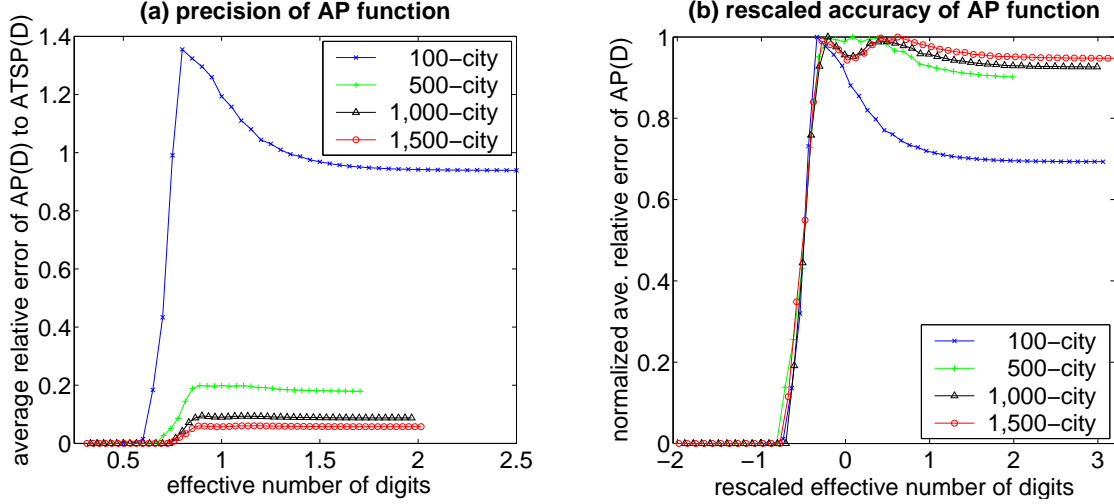 (a) precision of AP function
average relative error of AP(D) to ATSP(D)
1.4
1.2
1
0.8
0.6
0.4
0.2
0
0.5
1
1.5
2
2.5
effective number of digits
100−city
500−city
1,000−city
1,500−city
(b) rescaled accuracy of AP function
normalized ave. relative error of AP(D)
1
0.8
0.6
0.4
0.2
0
−2
−1
0
1
2
3
rescaled effective number of digits
100−city
500−city
1,000−city
1,500−city